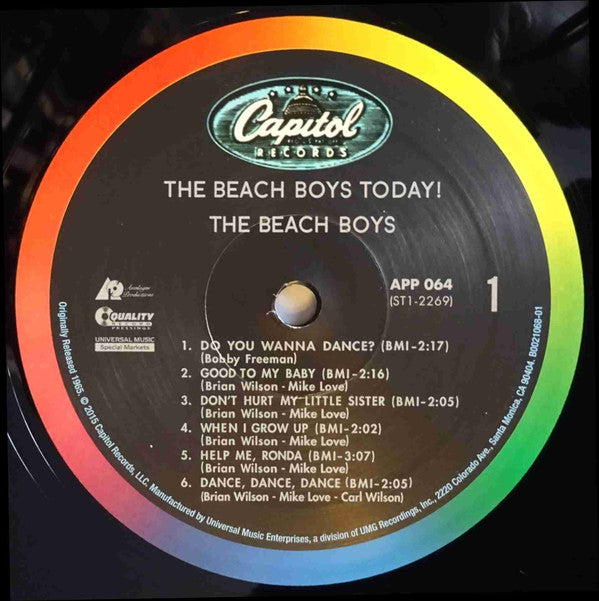 Capitol
RECORDS
THE BEACH BOYS TODAY!
THE BEACH BOYS
Analogue
Productions
QUALITY
RECORD
PRESSINGS
UNIVERSAL MUSIC
Special Markets
APP 064
(ST1-2269)
1
1. DO YOU WANNA DANCE? (BMI-2:17)
(Bobby Freeman)
2. GOOD TO MY BABY (BMI-2:16)
(Brian Wilson - Mike Love)
3. DON'T HURT MY LITTLE SISTER (BMI-2:05)
(Brian Wilson - Mike Love)
4. WHEN I GROW UP (BMI-2:02)
(Brian Wilson - Mike Love)
5. HELP ME, RONDA (BMI-3:07)
(Brian Wilson - Mike Love)
6. DANCE, DANCE, DANCE (BMI-2:05)
(Brian Wilson - Mike Love - Carl Wilson)
Originally Released 1965. © 2015 Capitol Records, LLC. Manufactured by Universal Music Enterprises, a division of UMG Recordings, Inc., 2220 Colorado Ave., Santa Monica, CA 90404. B0021068-01